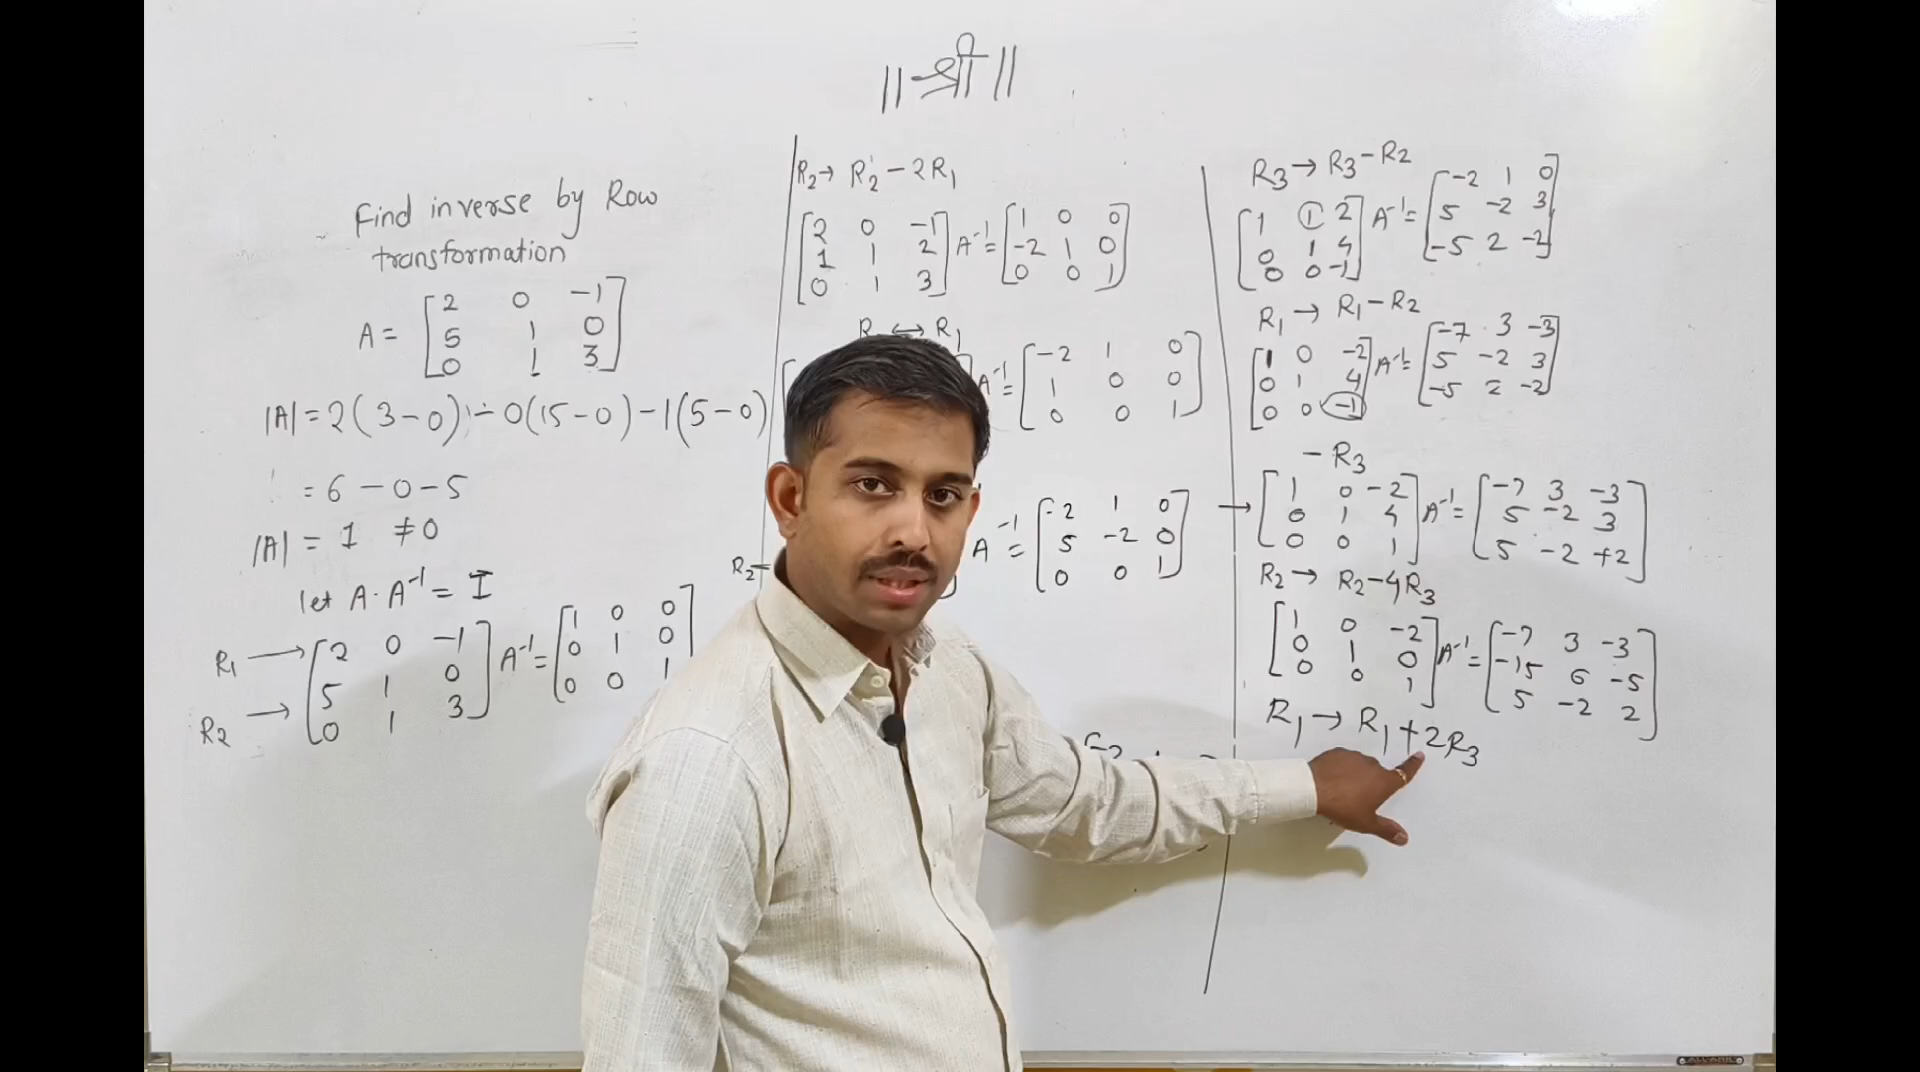 ॥ श्री ॥
Find inverse by Row
transformation
A = [2 0 -1
5 1 0
0 1 3]
|A| = 2(3-0) - 0(15-0) - 1(5-0)
= 6 - 0 - 5
|A| = 1 ≠ 0
let A·A⁻¹ = I
R1 → [2 0 -1] A⁻¹ = [1 0 0
R2 → 5 1 0 0 1 0
0 1 3 0 0 1
R2 → R2 - 2R1
[2 0 -1] A⁻¹ = [1 0 0]
1 1 2 -2 1 0
0 1 3 0 0 1
↔ R1
A⁻¹ = [-2 1 0]
1 0 0
0 0 1
R2
A⁻¹ = [-2 1 0]
5 -2 0
0 0 1
R3 → R3 - R2
[1 1 2] A⁻¹ = [-2 1 0]
0 1 4 5 -2 3
0 0 -1 -5 2 -2
R1 → R1 - R2
[1 0 -2] A⁻¹ = [-7 3 -3]
0 1 4 5 -2 3
0 0 -1 -5 2 -2
- R3
→ [1 0 -2] A⁻¹ = [-7 3 -3]
0 1 4 5 -2 3
0 0 1 5 -2 +2
R2 → R2 - 4R3
[1 0 -2] A⁻¹ = [-7 3 -3]
0 1 0 -15 6 -5
0 0 1 5 -2 2
R1 → R1 + 2R3